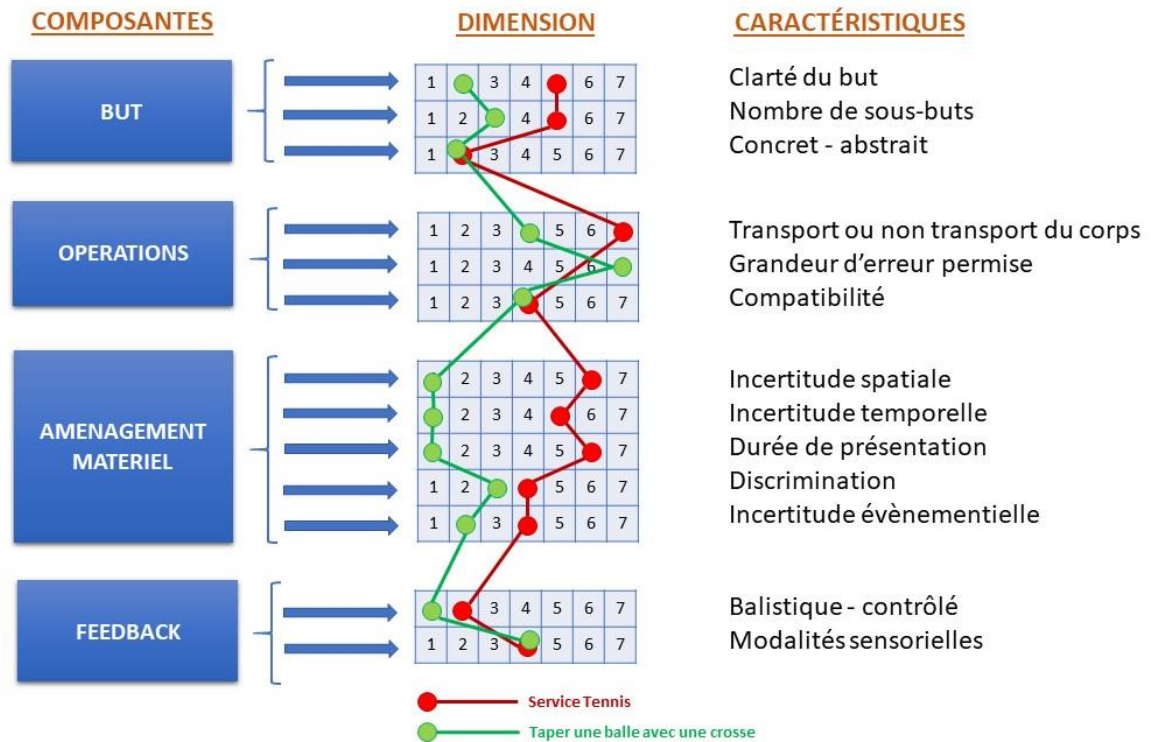 COMPOSANTES
DIMENSION
CARACTÉRISTIQUES
BUT
1 3 4 6 7
Clarté du but
1 2 4 6 7
Nombre de sous-buts
1 3 4 5 6 7
Concret - abstrait
OPERATIONS
1 2 3 5 6
Transport ou non transport du corps
1 2 3 4 5 6
Grandeur d'erreur permise
1 2 3 5 6 7
Compatibilité
AMENAGEMENT
MATERIEL
2 3 4 5 7
Incertitude spatiale
2 3 4 6 7
Incertitude temporelle
2 3 4 5 7
Durée de présentation
1 2 5 6 7
Discrimination
1 3 5 6 7
Incertitude évènementielle
FEEDBACK
3 4 5 6 7
Balistique - contrôlé
1 2 3 5 6 7
Modalités sensorielles
Service Tennis
Taper une balle avec une crosse